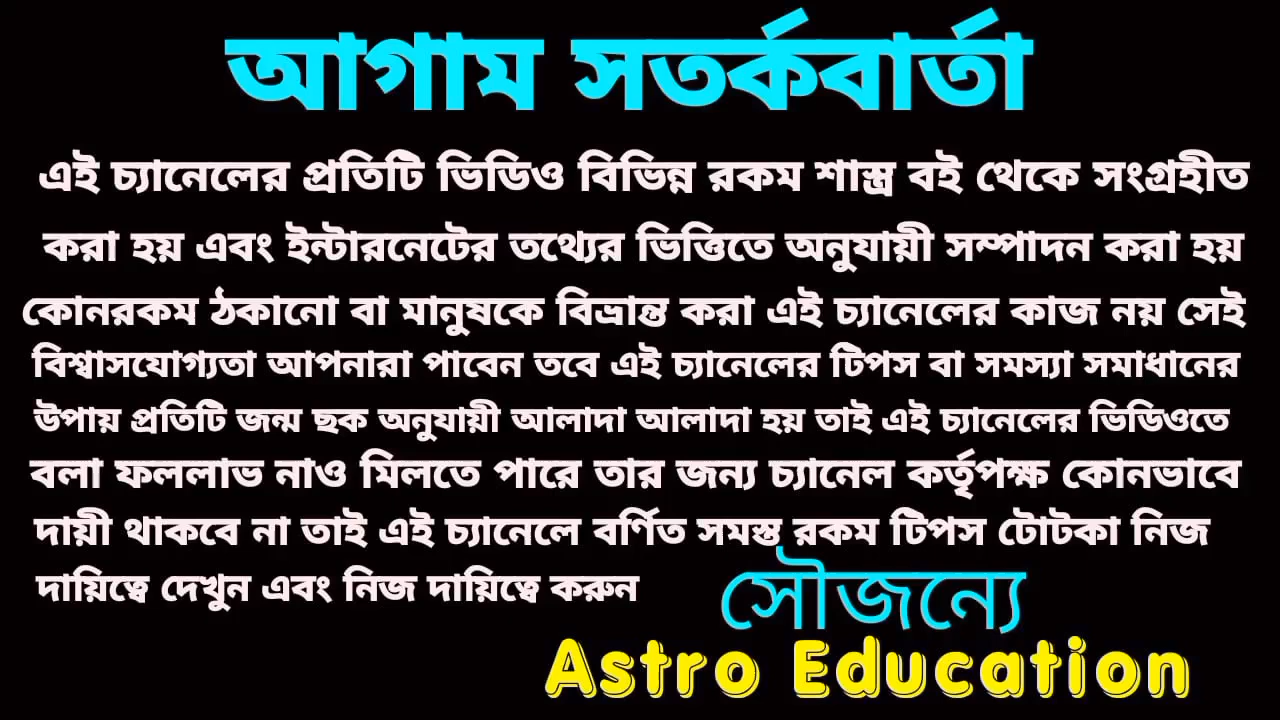 আগাম সতর্কবার্তা
এই চ্যানেলের প্রতিটি ভিডিও বিভিন্ন রকম শাস্ত্র বই থেকে সংগ্রহীত
করা হয় এবং ইন্টারনেটের তথ্যের ভিত্তিতে অনুযায়ী সম্পাদন করা হয়
কোনরকম ঠকানো বা মানুষকে বিভ্রান্ত করা এই চ্যানেলের কাজ নয় সেই
বিশ্বাসযোগ্যতা আপনারা পাবেন তবে এই চ্যানেলের টিপস বা সমস্যা সমাধানের
উপায় প্রতিটি জন্ম ছক অনুযায়ী আলাদা আলাদা হয় তাই এই চ্যানেলের ভিডিওতে
বলা ফললাভ নাও মিলতে পারে তার জন্য চ্যানেল কর্তৃপক্ষ কোনভাবে
দায়ী থাকবে না তাই এই চ্যানেলে বর্ণিত সমস্ত রকম টিপস টোটকা নিজ
দায়িত্বে দেখুন এবং নিজ দায়িত্বে করুন
সৌজন্যে
Astro Education